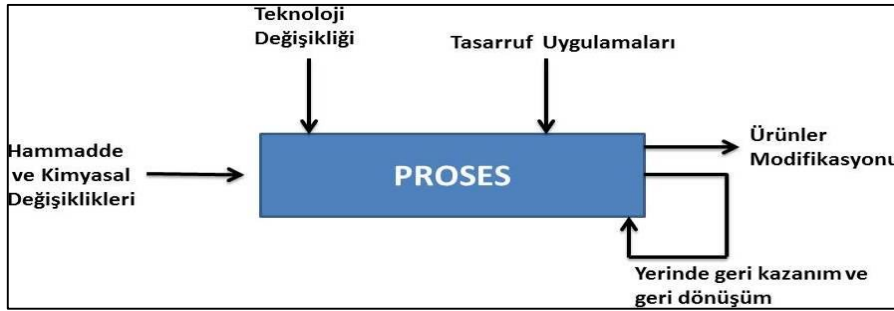 Teknoloji
Değişikliği
Tasarruf Uygulamaları
Hammadde
ve Kimyasal
Değişiklikleri
PROSES
Ürünler
Modifikasyonu
Yerinde geri kazanım ve
geri dönüşüm